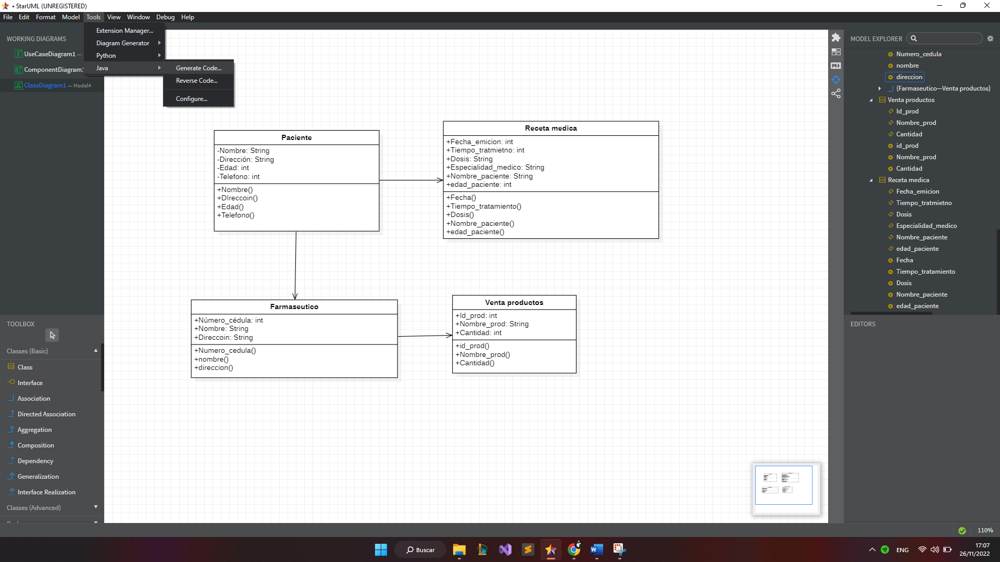 • StarUML (UNREGISTERED)
File Edit Format Model Tools View Window Debug Help
WORKING DIAGRAMS
UseCaseDiagram1 —
ComponentDiagram1
ClassDiagram1 — Model4
Extension Manager...
Diagram Generator
Python
Java
Generate Code...
Reverse Code...
Configure...
Paciente
-Nombre: String
-Dirección: String
-Edad: int
-Telefono: int
+Nombre()
+DIreccoin()
+Edad()
+Telefono()
Receta medica
+Fecha_emicion: int
+Tiempo_tratmietno: int
+Dosis: String
+Especialidad_medico: String
+Nombre_paciente: String
+edad_paciente: int
+Fecha()
+Tiempo_tratamiento()
+Dosis()
+Nombre_paciente()
+edad_paciente()
Farmaseutico
+Número_cédula: int
+Nombre: String
+Direccoin: String
+Numero_cedula()
+nombre()
+direccion()
Venta productos
+Id_prod: int
+Nombre_prod: String
+Cantidad: int
+id_prod()
+Nombre_prod()
+Cantidad()
TOOLBOX
Classes (Basic)
Class
Interface
Association
Directed Association
Aggregation
Composition
Dependency
Generalization
Interface Realization
Classes (Advanced)
MODEL EXPLORER
Numero_cedula
nombre
direccion
(Farmaseutico—Venta productos)
Venta productos
Id_prod
Nombre_prod
Cantidad
id_prod
Nombre_prod
Cantidad
Receta medica
Fecha_emicion
Tiempo_tratmietno
Dosis
Especialidad_medico
Nombre_paciente
edad_paciente
Fecha
Tiempo_tratamiento
Dosis
Nombre_paciente
edad_paciente
EDITORS
110%
Buscar
ENG
17:07
26/11/2022